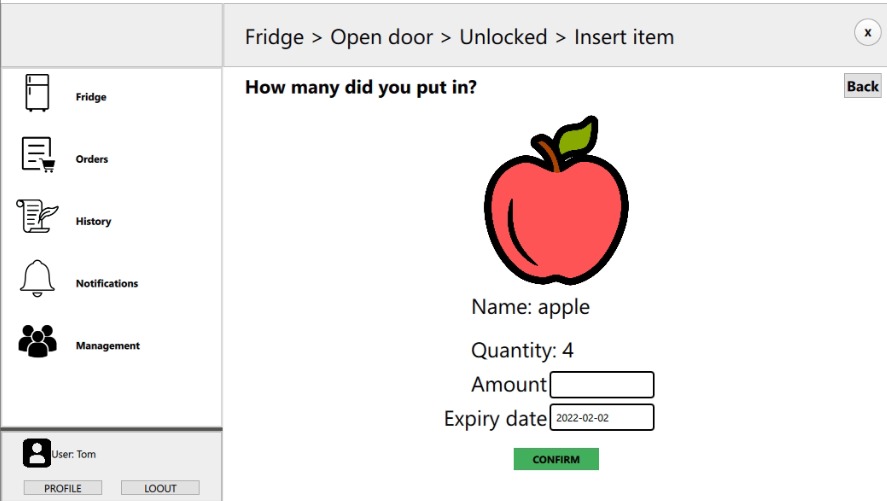 Fridge > Open door > Unlocked > Insert item
x
How many did you put in?
Back
Fridge
Orders
History
Notifications
Management
Name: apple
Quantity: 4
Amount
Expiry date 2022-02-02
CONFIRM
User: Tom
PROFILE
LOOUT